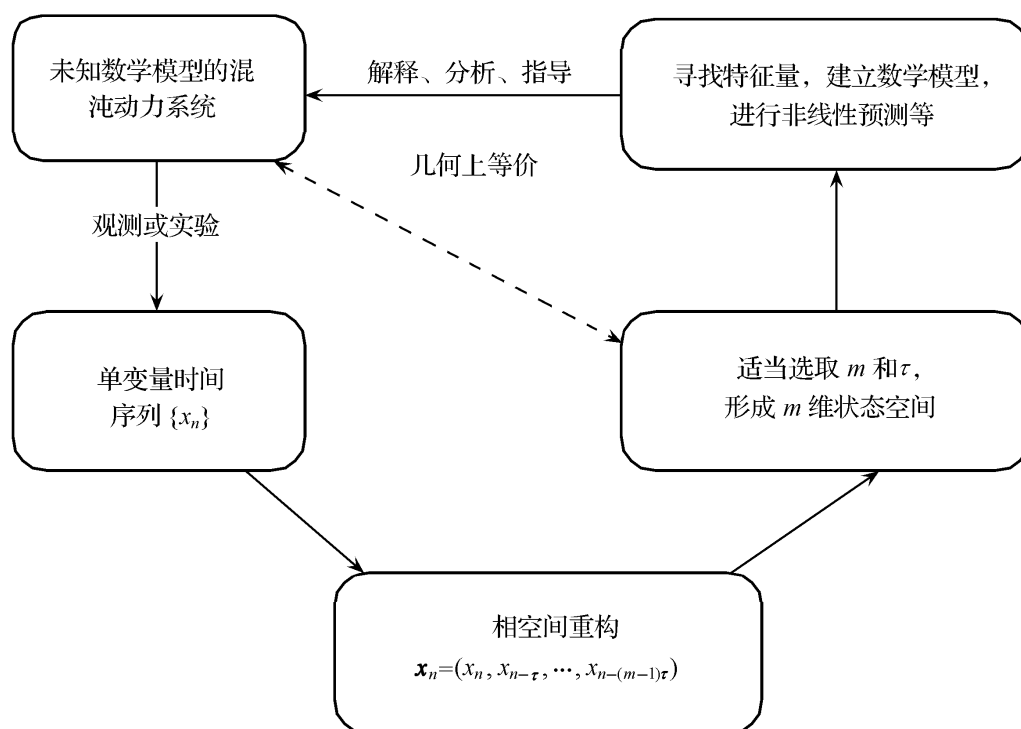 未知数学模型的混
沌动力系统
解释、分析、指导
寻找特征量，建立数学模型，
进行非线性预测等
几何上等价
观测或实验
单变量时间
序列 {xₙ}
适当选取 m 和τ，
形成 m 维状态空间
相空间重构
𝒙ₙ=(xₙ, xₙ₋τ, ⋯, xₙ₋₍ₘ₋₁₎τ)